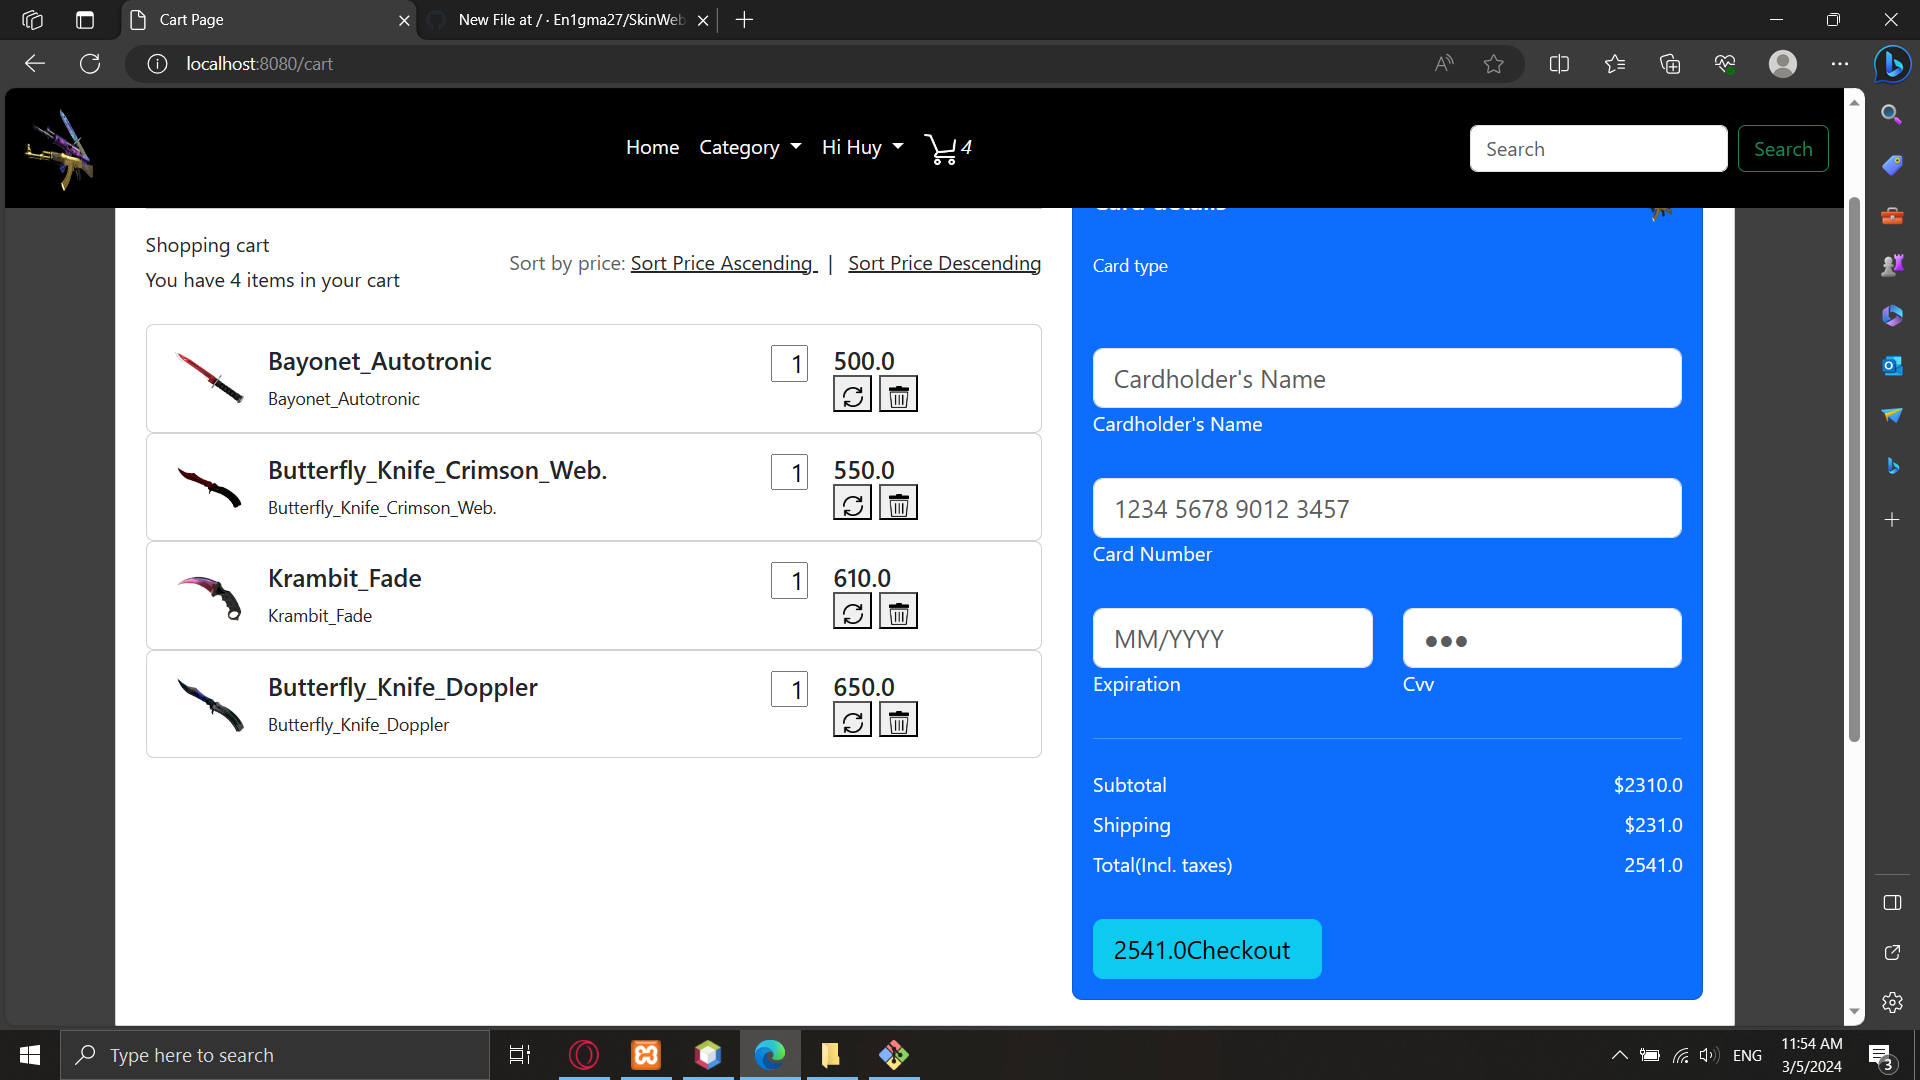 Cart Page
New File at / · En1gma27/SkinWeb
localhost:8080/cart
Home Category Hi Huy 4
Search Search
Card details
Shopping cart
You have 4 items in your cart
Sort by price: Sort Price Ascending | Sort Price Descending
Bayonet_Autotronic 1 500.0
Bayonet_Autotronic
Butterfly_Knife_Crimson_Web. 1 550.0
Butterfly_Knife_Crimson_Web.
Krambit_Fade 1 610.0
Krambit_Fade
Butterfly_Knife_Doppler 1 650.0
Butterfly_Knife_Doppler
Card type
Cardholder's Name
Cardholder's Name
1234 5678 9012 3457
Card Number
MM/YYYY ●●●
Expiration Cvv
Subtotal $2310.0
Shipping $231.0
Total(Incl. taxes) 2541.0
2541.0Checkout
Type here to search
ENG
11:54 AM
3/5/2024
3